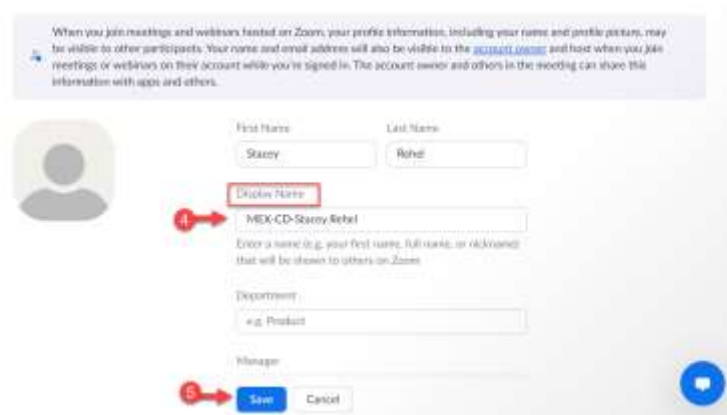 When you join meetings and webinars hosted on Zoom, your profile information, including your name and profile picture, may
be visible to other participants. Your name and email address will also be visible to the account owner and host when you join
meetings or webinars on their account while you're signed in. The account owner and others in the meeting can share this
information with apps and others.
First Name
Last Name
Stacey
Rehel
Display Name
4
MEX-CD-Stacey Rehel
Enter a name (e.g. your first name, full name, or nickname)
that will be shown to others on Zoom
Department
e.g. Product
Manager
5
Save
Cancel